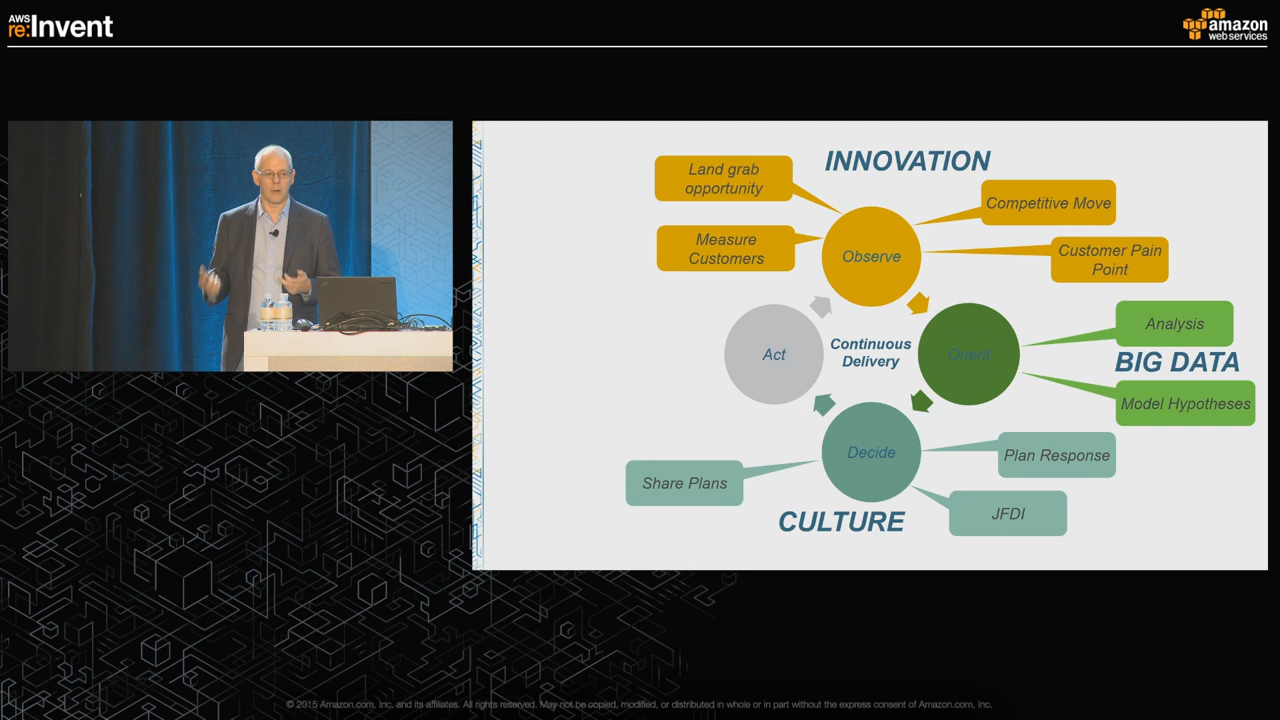 AWS
re:Invent
amazon
web services
INNOVATION
Land grab
opportunity
Competitive Move
Measure
Customers
Observe
Customer Pain
Point
Act
Continuous
Delivery
Orient
Analysis
BIG DATA
Model Hypotheses
Decide
Plan Response
Share Plans
JFDI
CULTURE
© 2015 Amazon.com, Inc. and its affiliates. All rights reserved. May not be copied, modified, or distributed in whole or in part without the express consent of Amazon.com, Inc.